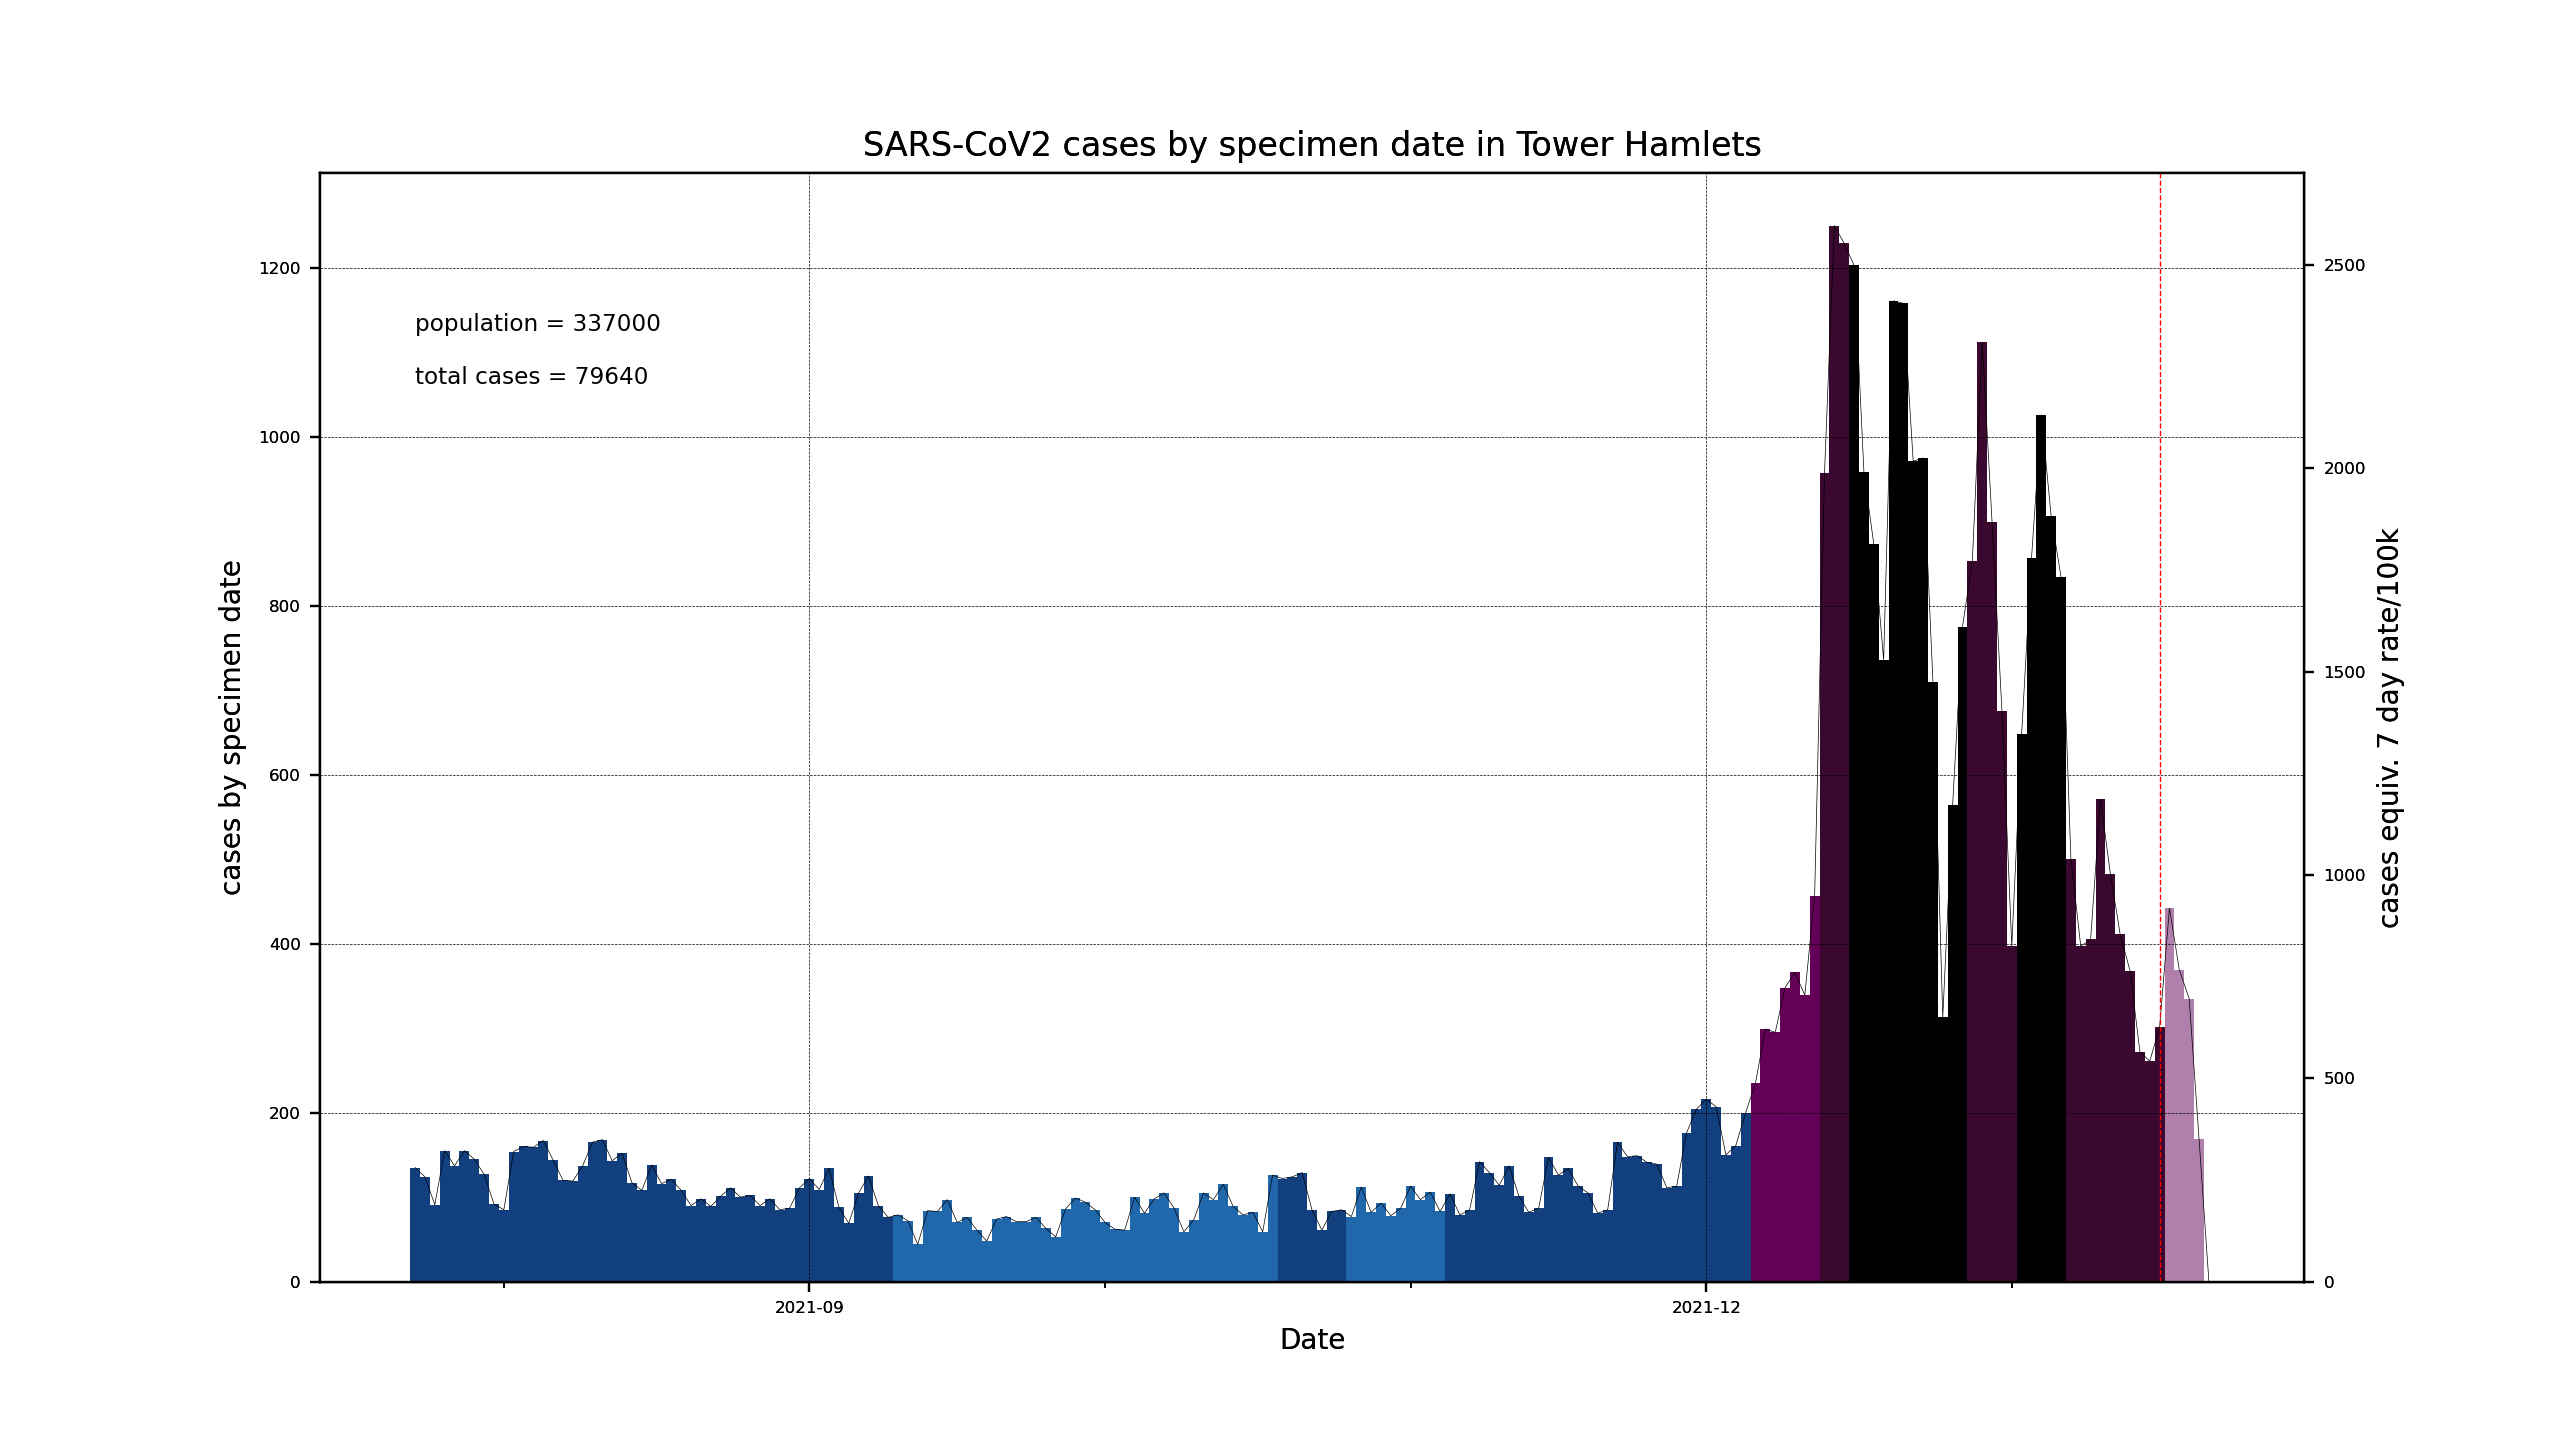 SARS-CoV2 cases by specimen date in Tower Hamlets
population = 337000
total cases = 79640
cases by specimen date
1200
1000
800
600
400
200
0
2500
2000
1500
1000
500
0
cases equiv. 7 day rate/100k
2021-09
2021-12
Date